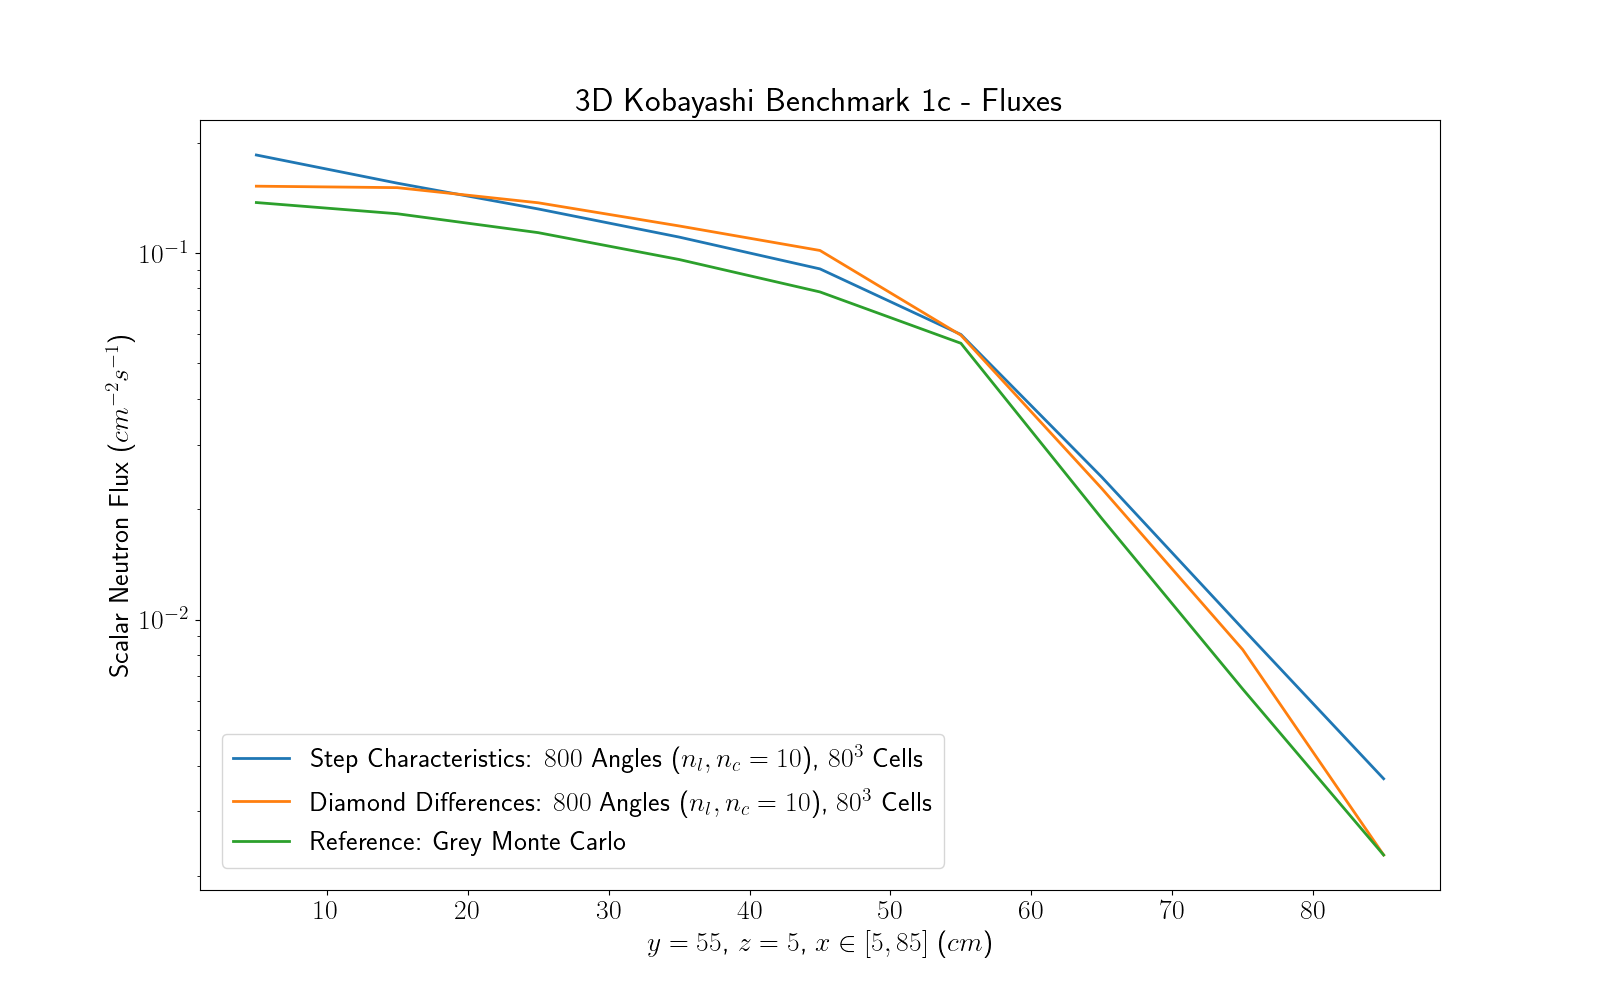 3D Kobayashi Benchmark 1c - Fluxes
Scalar Neutron Flux ($cm^{-2}s^{-1}$)
$10^{-1}$
$10^{-2}$
Step Characteristics: 800 Angles ($n_l, n_c = 10$), $80^3$ Cells
Diamond Differences: 800 Angles ($n_l, n_c = 10$), $80^3$ Cells
Reference: Grey Monte Carlo
10 20 30 40 50 60 70 80
$y = 55$, $z = 5$, $x \in [5, 85]$ ($cm$)